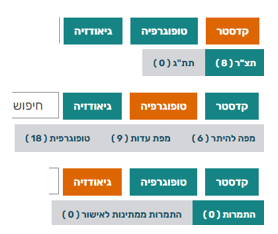 קדסטר טופוגרפיה גיאודזיה
תצ"ר ( 8 ) תת"ג ( 0 )
קדסטר טופוגרפיה גיאודזיה חיפוש
מפה להיתר ( 6 ) מפת עדות ( 9 ) טופוגרפית ( 18 )
קדסטר טופוגרפיה גיאודזיה
התמרות ( 0 ) התמרות ממתינות לאישור ( 0 )